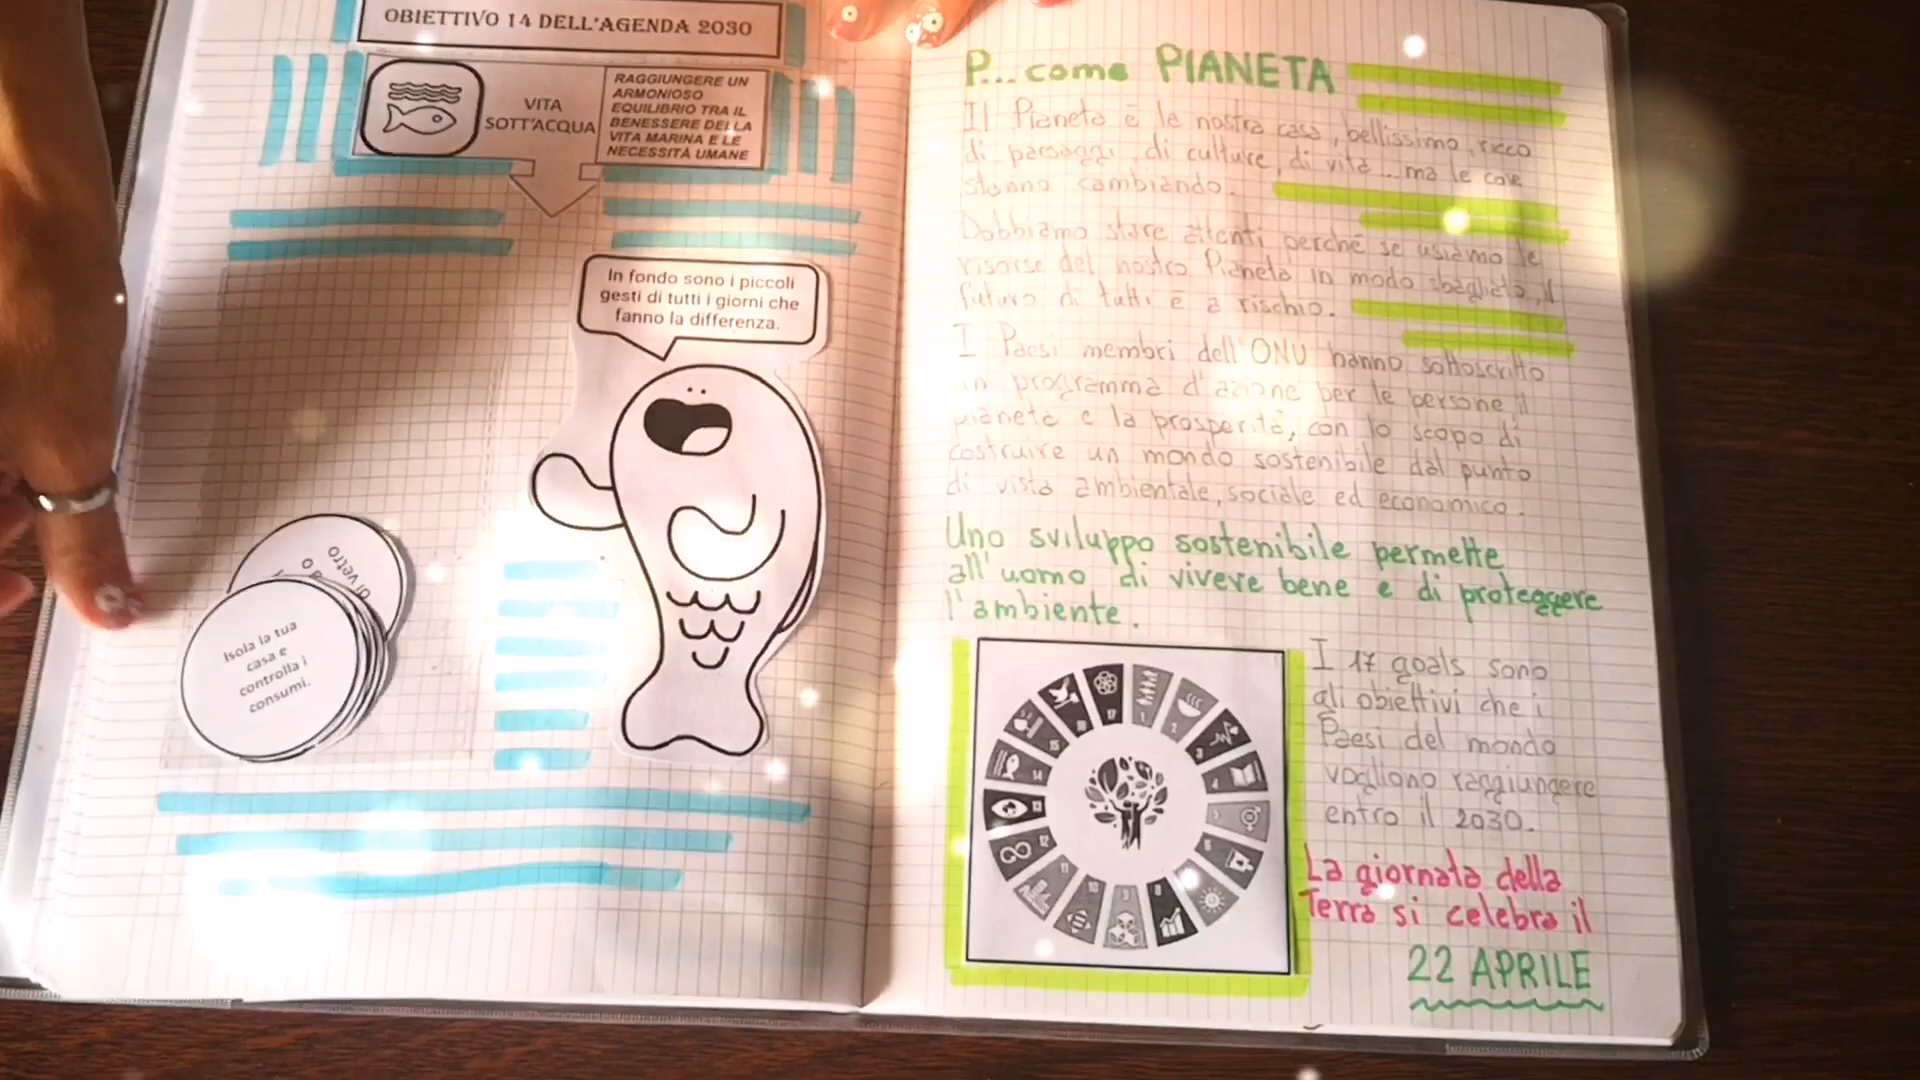 OBIETTIVO 14 DELL'AGENDA 2030
VITA
SOTT'ACQUA
RAGGIUNGERE UN
ARMONIOSO
EQUILIBRIO TRA IL
BENESSERE DELLA
VITA MARINA E LE
NECESSITÀ UMANE
In fondo sono i piccoli
gesti di tutti i giorni che
fanno la differenza.
di vetro
Isola la tua
casa e
controlla i
consumi.
P... come PIANETA
Il Pianeta è la nostra casa, bellissimo, ricco
di paesaggi, di culture, di vita ... ma le cose
stanno cambiando.
Dobbiamo stare attenti perché se usiamo le
risorse del nostro Pianeta in modo sbagliato, il
futuro di tutti è a rischio.
I Paesi membri dell'ONU hanno sottoscritto
un programma d'azione per le persone, il
pianeta e la prosperità, con lo scopo di
costruire un mondo sostenibile dal punto
di vista ambientale, sociale ed economico.
Uno sviluppo sostenibile permette
all'uomo di vivere bene e di proteggere
l'ambiente.
I 17 goals sono
gli obiettivi che i
Paesi del mondo
vogliono raggiungere
entro il 2030.
La giornata della
Terra si celebra il
22 APRILE